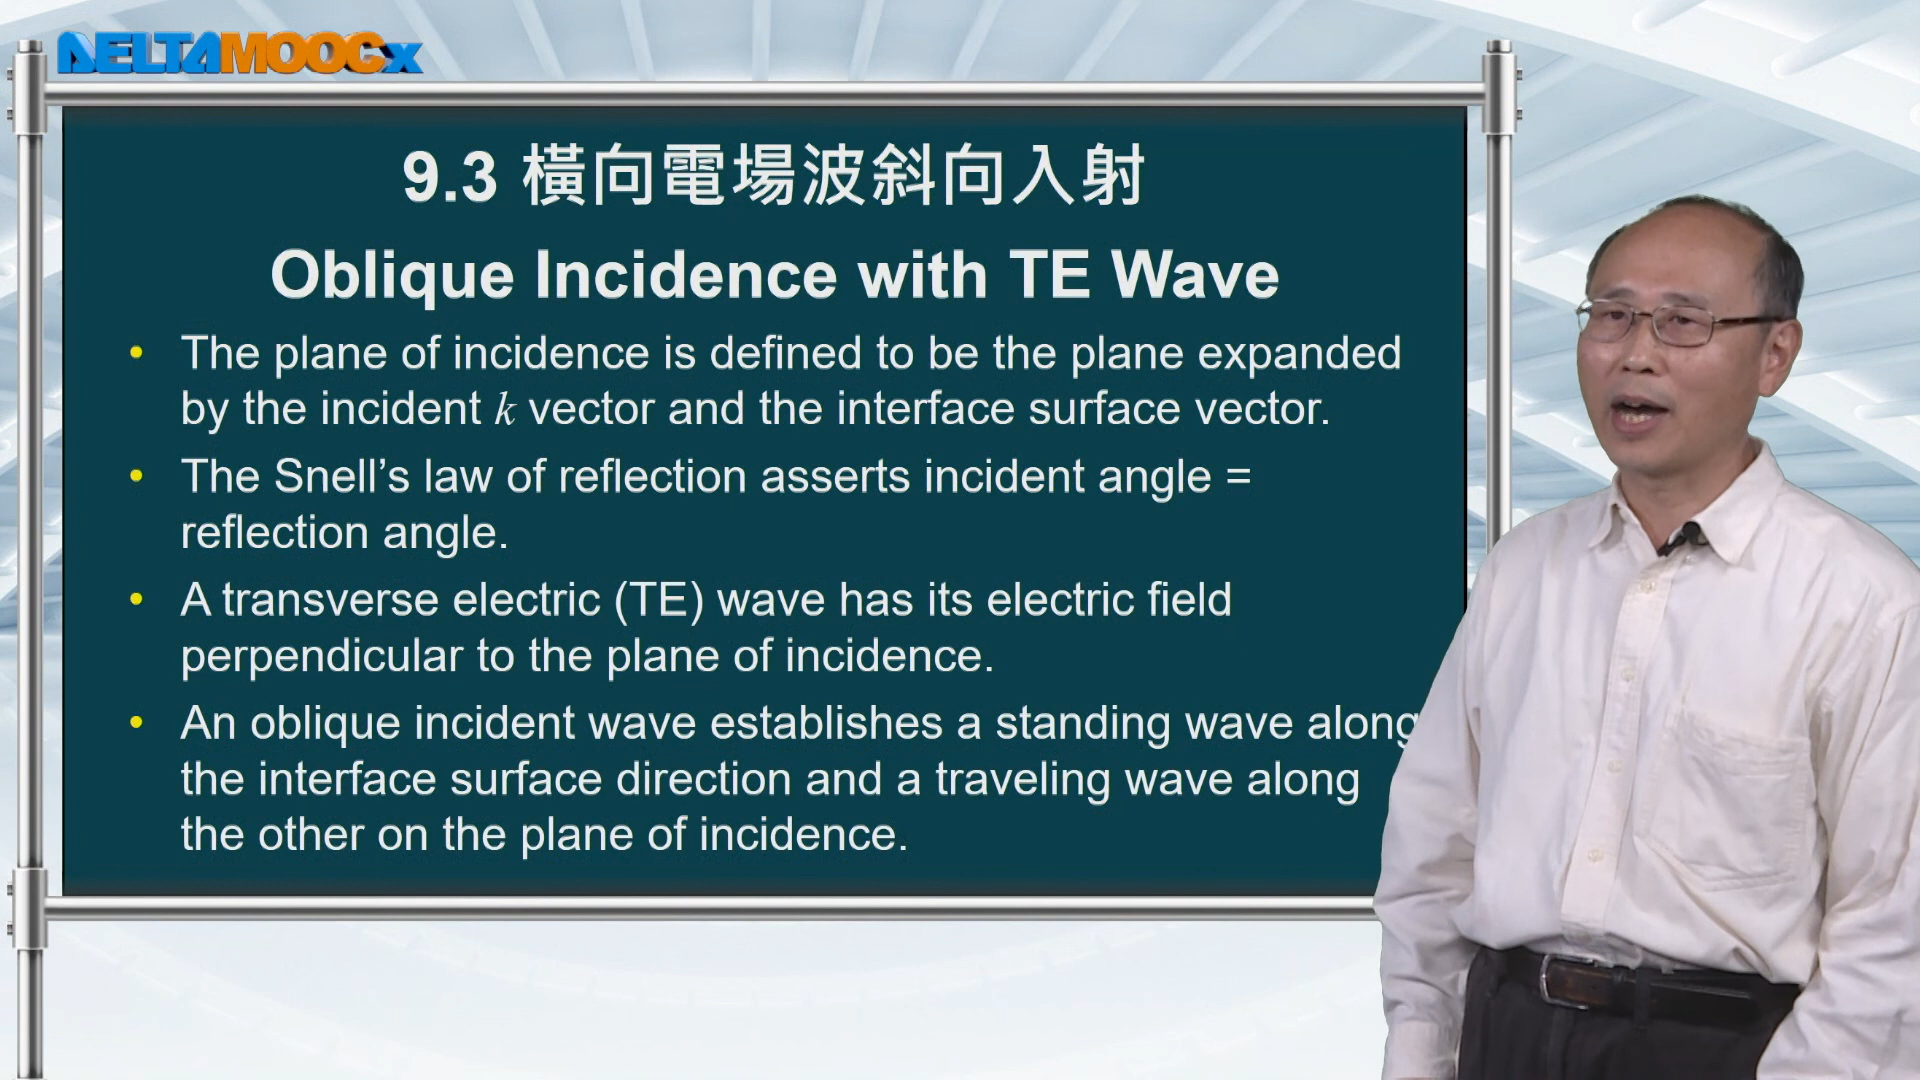 DELTAMOOCx
9.3 橫向電場波斜向入射
Oblique Incidence with TE Wave
• The plane of incidence is defined to be the plane expanded
by the incident k vector and the interface surface vector.
• The Snell’s law of reflection asserts incident angle =
reflection angle.
• A transverse electric (TE) wave has its electric field
perpendicular to the plane of incidence.
• An oblique incident wave establishes a standing wave along
the interface surface direction and a traveling wave along
the other on the plane of incidence.